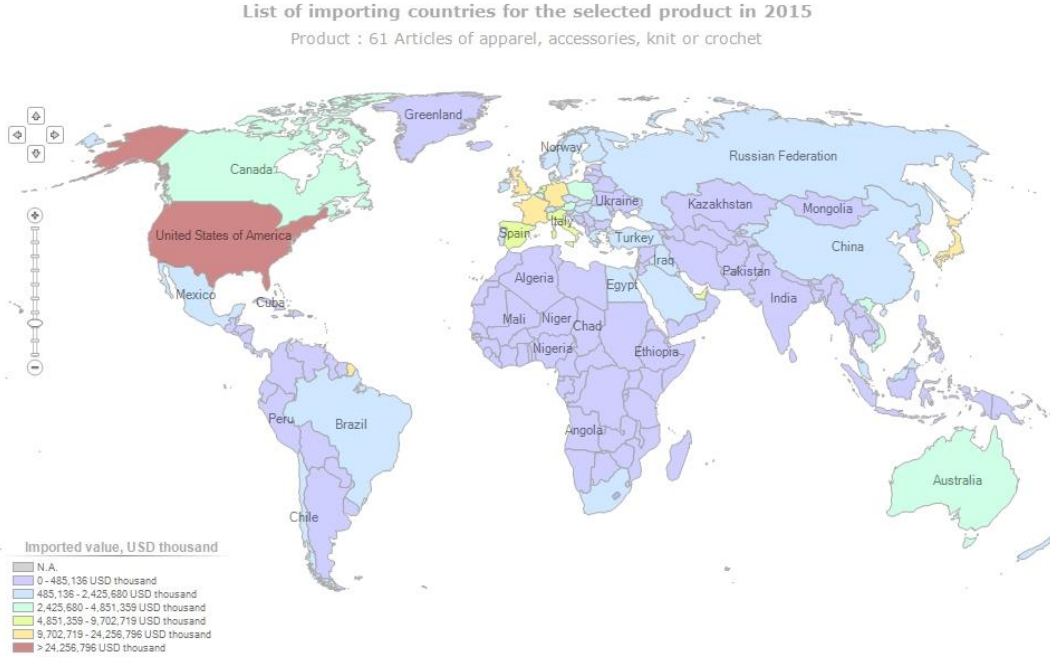 List of importing countries for the selected product in 2015
Product : 61 Articles of apparel, accessories, knit or crochet
Greenland
Norway
Russian Federation
Canada
Ukraine
Kazakhstan
Mongolia
Italy
Spain
United States of America
Turkey
China
Iraq
Pakistan
Algeria
Egypt
Mexico
India
Cuba
Mali
Niger
Chad
Nigeria
Ethiopia
Peru
Brazil
Angola
Australia
Chile
Imported value, USD thousand
N.A.
0 - 485,136 USD thousand
485,136 - 2,425,680 USD thousand
2,425,680 - 4,851,359 USD thousand
4,851,359 - 9,702,719 USD thousand
9,702,719 - 24,256,796 USD thousand
> 24,256,796 USD thousand